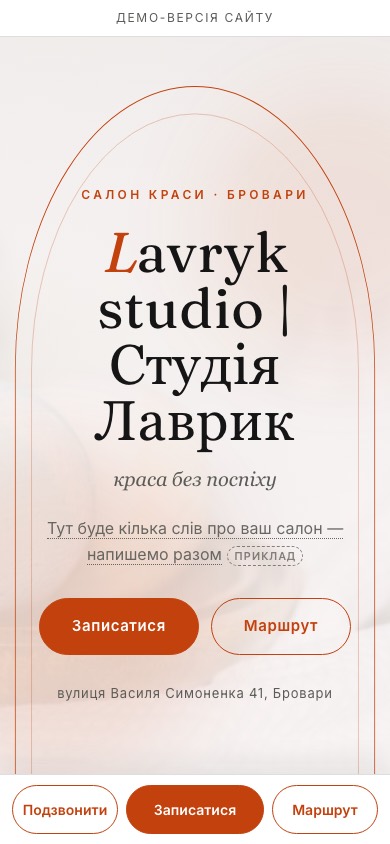 ДЕМО-ВЕРСІЯ САЙТУ
САЛОН КРАСИ · БРОВАРИ
Lavryk
studio |
Студія
Лаврик
краса без поспіху
Тут буде кілька слів про ваш салон —
напишемо разом ПРИКЛАД
Записатися Маршрут
вулиця Василя Симоненка 41, Бровари
Подзвонити Записатися Маршрут